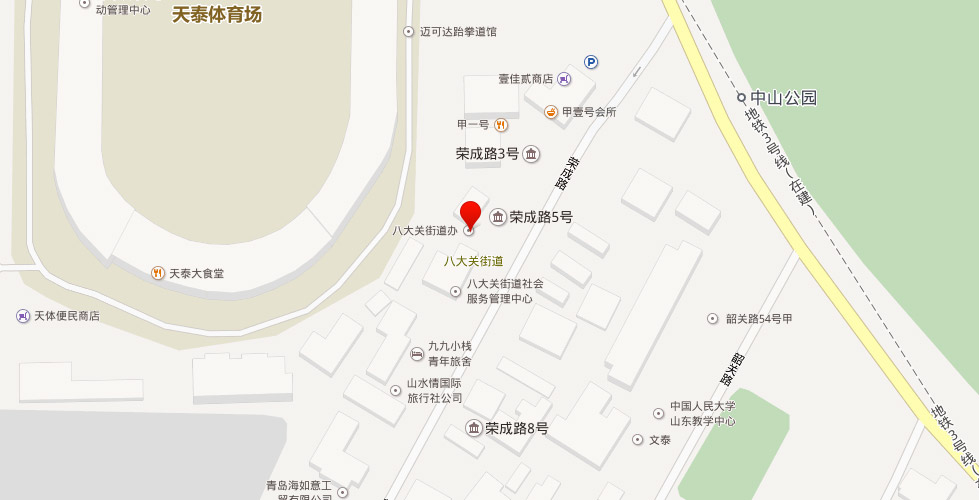 动管理中心
天泰体育场
迈可达跆拳道馆
P
壹佳贰商店
中山公园
甲壹号会所
甲一号
荣成路3号
地铁3号线(在建)
荣成路
荣成路5号
八大关街道办
八大关街道
天泰大食堂
八大关街道社会
服务管理中心
天体便民商店
韶关路54号甲
九九小栈
青年旅舍
韶关路
山水情国际
旅行社公司
中国人民大学
山东教学中心
地铁3号线(
荣成路8号
文泰
青岛海如意工
贸有限公司